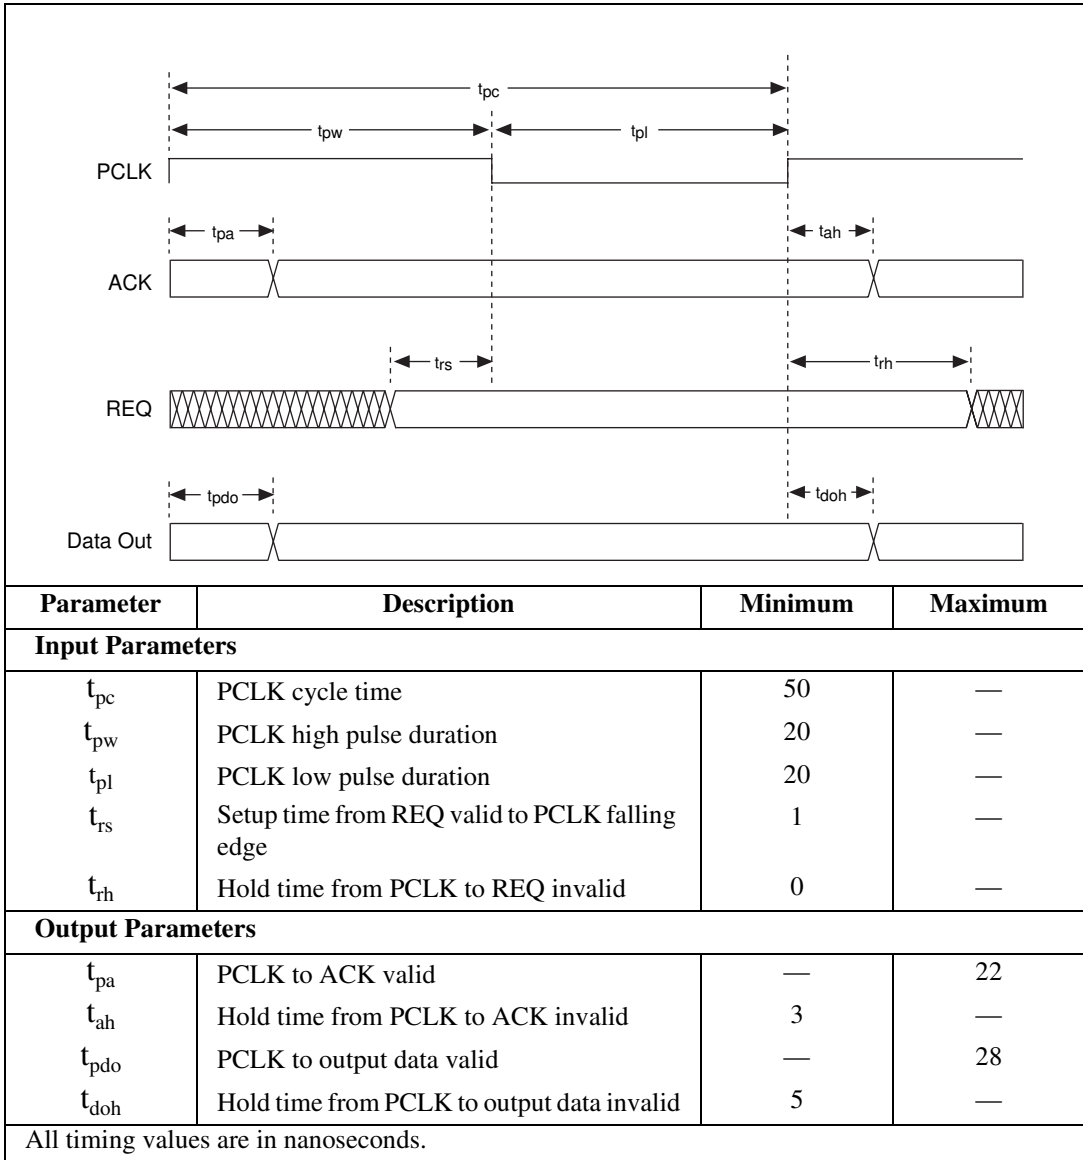 tpc
tpw tpl
PCLK
tpa tah
ACK
trs trh
REQ
tpdo tdoh
Data Out
Parameter Description Minimum Maximum
Input Parameters
tpc PCLK cycle time 50 —
tpw PCLK high pulse duration 20 —
tpl PCLK low pulse duration 20 —
trs Setup time from REQ valid to PCLK falling 1 —
edge
trh Hold time from PCLK to REQ invalid 0 —
Output Parameters
tpa PCLK to ACK valid — 22
tah Hold time from PCLK to ACK invalid 3 —
tpdo PCLK to output data valid — 28
tdoh Hold time from PCLK to output data invalid 5 —
All timing values are in nanoseconds.